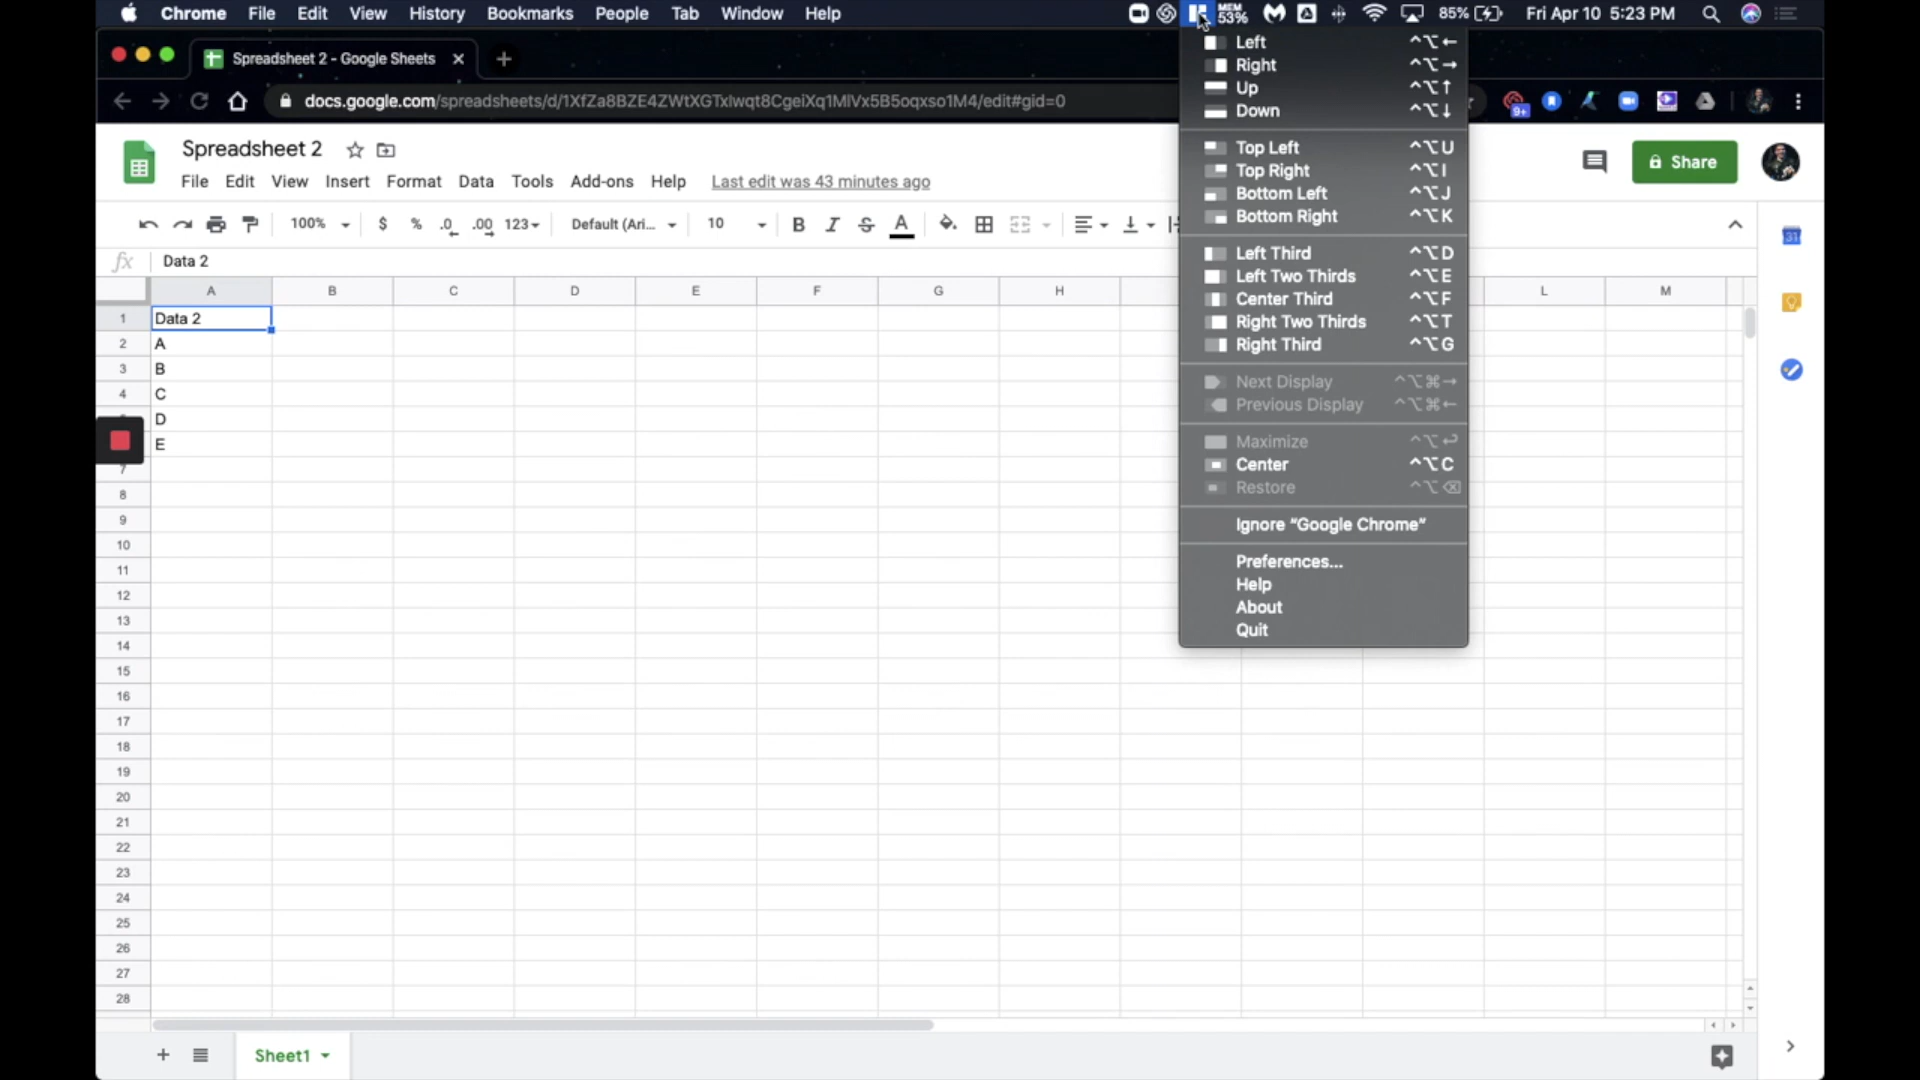 Chrome File Edit View History Bookmarks People Tab Window Help MEM 53% 85% Fri Apr 10 5:23 PM
Spreadsheet 2 - Google Sheets
docs.google.com/spreadsheets/d/1XfZa8BZE4ZWtXGTxlwqt8CgeiXq1MlVx5B5oqxso1M4/edit#gid=0
9+
Spreadsheet 2
Share
File Edit View Insert Format Data Tools Add-ons Help Last edit was 43 minutes ago
100% $ % .0 .00 123 Default (Ari... 10 B I S A
31
fx Data 2
A B C D E F G H L M
1 Data 2
2 A
3 B
4 C
D
E
7
8
9
10
11
12
13
14
15
16
17
18
19
20
21
22
23
24
25
26
27
28
Sheet1
Left ^⌥←
Right ^⌥→
Up ^⌥↑
Down ^⌥↓
Top Left ^⌥U
Top Right ^⌥I
Bottom Left ^⌥J
Bottom Right ^⌥K
Left Third ^⌥D
Left Two Thirds ^⌥E
Center Third ^⌥F
Right Two Thirds ^⌥T
Right Third ^⌥G
Next Display ^⌥⌘→
Previous Display ^⌥⌘←
Maximize ^⌥↩
Center ^⌥C
Restore ^⌥⌫
Ignore “Google Chrome”
Preferences...
Help
About
Quit